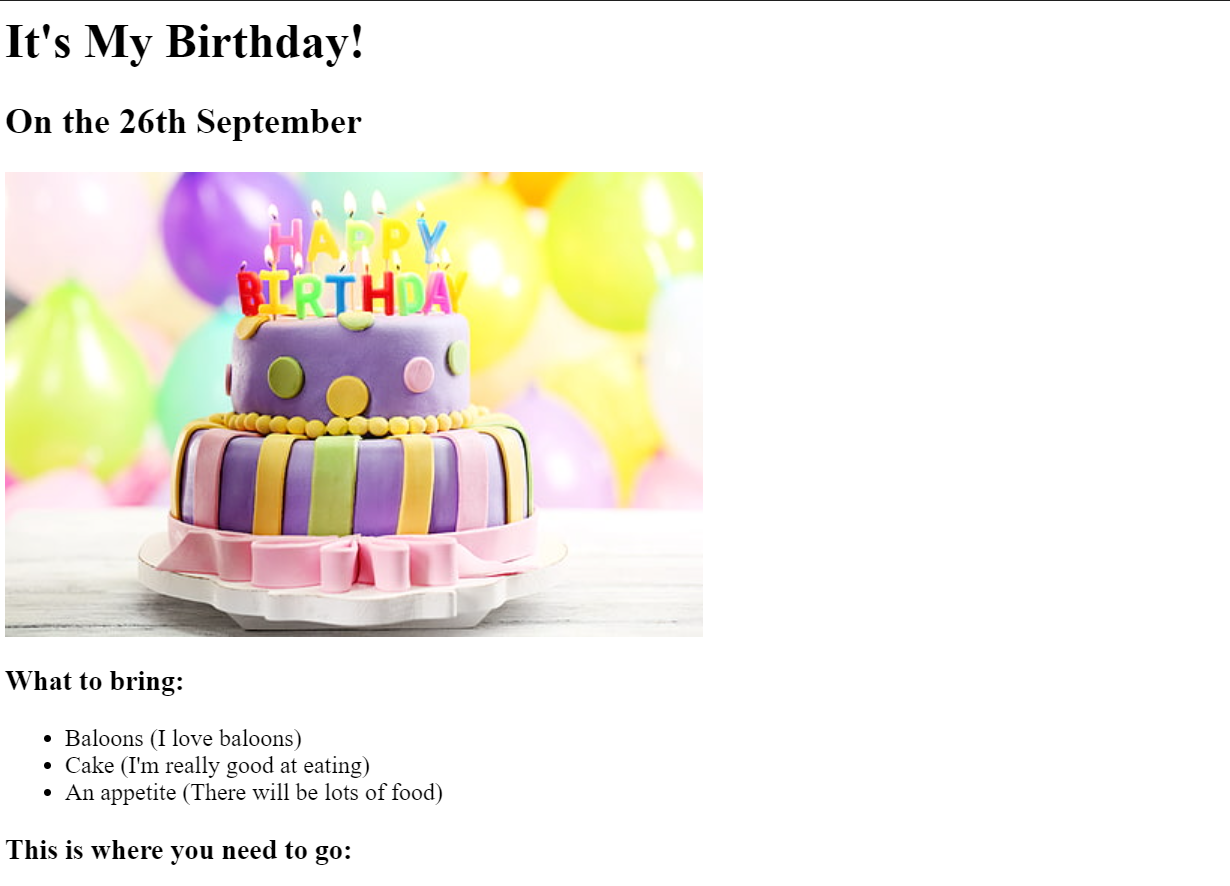 It's My Birthday!
On the 26th September
HAPPY
BIRTHDAY
What to bring:
Baloons (I love baloons)
Cake (I'm really good at eating)
An appetite (There will be lots of food)
This is where you need to go: